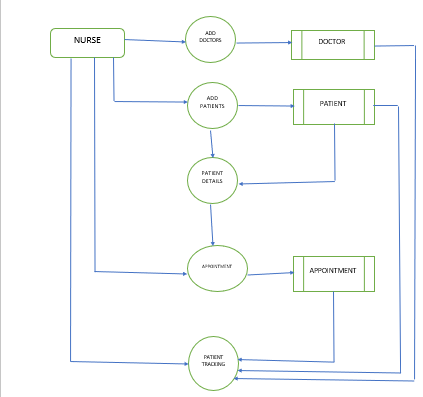 NURSE
ADD
DOCTORS
DOCTOR
ADD
PATIENTS
PATIENT
PATIENT
DETAILS
APPOINTMENT
APPOINTMENT
PATIENT
TRACKING